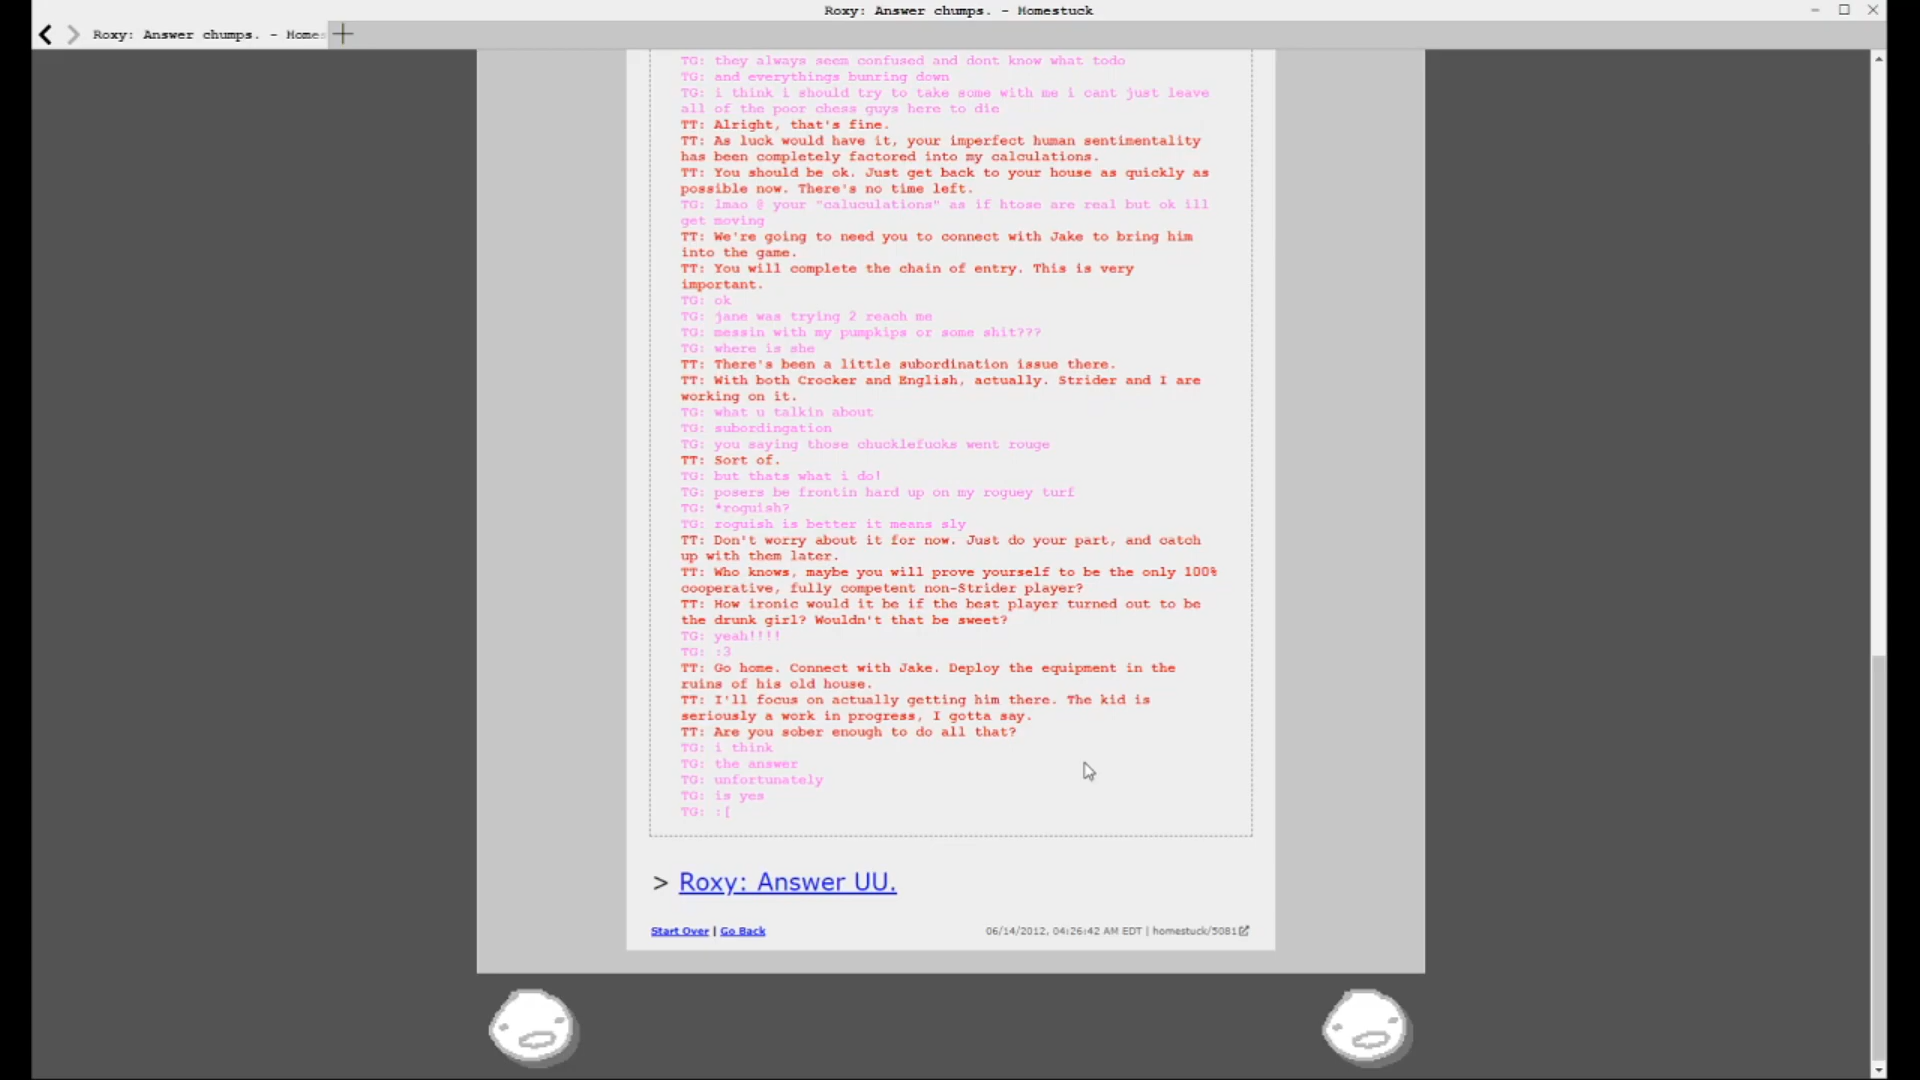 Roxy: Answer chumps. - Homestuck
Roxy: Answer chumps. - Homes
TG: they always seem confused and dont know what todo
TG: and everythings bunring down
TG: i think i should try to take some with me i cant just leave
all of the poor chess guys here to die
TT: Alright, that's fine.
TT: As luck would have it, your imperfect human sentimentality
has been completely factored into my calculations.
TT: You should be ok. Just get back to your house as quickly as
possible now. There's no time left.
TG: lmao @ your "caluculations" as if htose are real but ok ill
get moving
TT: We're going to need you to connect with Jake to bring him
into the game.
TT: You will complete the chain of entry. This is very
important.
TG: ok
TG: jane was trying 2 reach me
TG: messin with my pumpkips or some shit???
TG: where is she
TT: There's been a little subordination issue there.
TT: With both Crocker and English, actually. Strider and I are
working on it.
TG: what u talkin about
TG: subordingation
TG: you saying those chucklefucks went rouge
TT: Sort of.
TG: but thats what i do!
TG: posers be frontin hard up on my roguey turf
TG: *roguish?
TG: roguish is better it means sly
TT: Don't worry about it for now. Just do your part, and catch
up with them later.
TT: Who knows, maybe you will prove yourself to be the only 100%
cooperative, fully competent non-Strider player?
TT: How ironic would it be if the best player turned out to be
the drunk girl? Wouldn't that be sweet?
TG: yeah!!!!
TG: :3
TT: Go home. Connect with Jake. Deploy the equipment in the
ruins of his old house.
TT: I'll focus on actually getting him there. The kid is
seriously a work in progress, I gotta say.
TT: Are you sober enough to do all that?
TG: i think
TG: the answer
TG: unfortunately
TG: is yes
TG: :[
> Roxy: Answer UU.
Start Over | Go Back 06/14/2012, 04:26:42 AM EDT | homestuck/5081